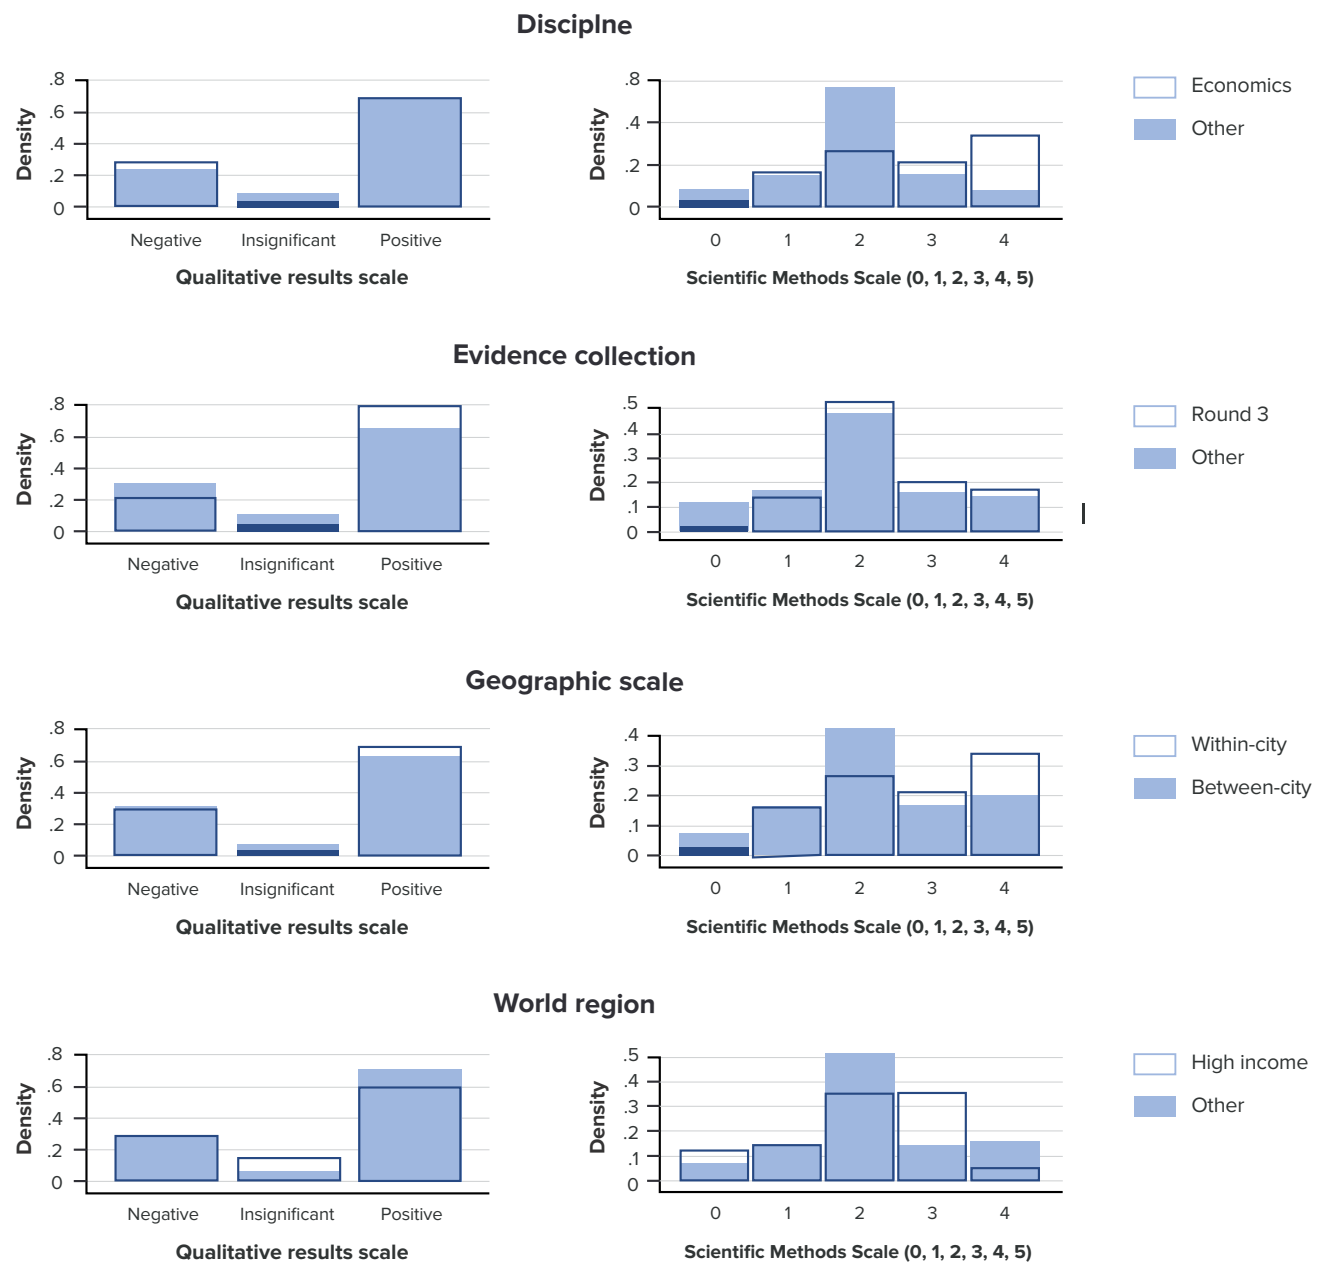 Disciplne
.8
.6
.4
.2
0
Density
Negative Insignificant Positive
Qualitative results scale
.8
.4
.2
0
Density
0 1 2 3 4
Scientific Methods Scale (0, 1, 2, 3, 4, 5)
Economics
Other
Evidence collection
.8
.6
.4
.2
0
Density
Negative Insignificant Positive
Qualitative results scale
.5
.4
.3
.2
.1
0
Density
0 1 2 3 4
Scientific Methods Scale (0, 1, 2, 3, 4, 5)
Round 3
Other
Geographic scale
.8
.6
.4
.2
0
Density
Negative Insignificant Positive
Qualitative results scale
.4
.3
.2
.1
0
Density
0 1 2 3 4
Scientific Methods Scale (0, 1, 2, 3, 4, 5)
Within-city
Between-city
World region
.8
.6
.4
.2
0
Density
Negative Insignificant Positive
Qualitative results scale
.5
.4
.3
.2
.1
0
Density
0 1 2 3 4
Scientific Methods Scale (0, 1, 2, 3, 4, 5)
High income
Other